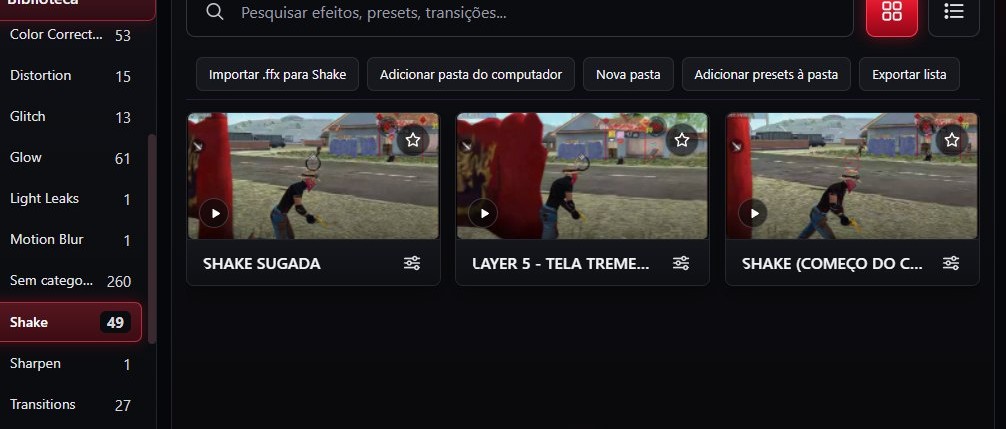 Biblioteca
Color Correct... 53
Distortion 15
Glitch 13
Glow 61
Light Leaks 1
Motion Blur 1
Sem catego... 260
Shake 49
Sharpen 1
Transitions 27
Pesquisar efeitos, presets, transições...
Importar .ffx para Shake
Adicionar pasta do computador
Nova pasta
Adicionar presets à pasta
Exportar lista
SHAKE SUGADA
LAYER 5 - TELA TREME...
SHAKE (COMEÇO DO C...